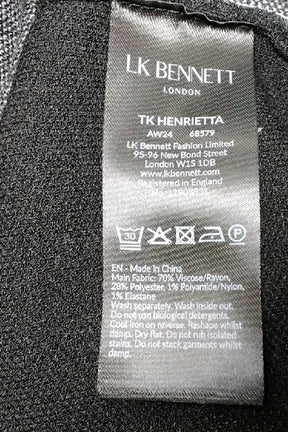 LK BENNETT
LONDON
TK HENRIETTA
AW24 68579
LK Bennett Fashion Limited
95-96 New Bond Street
London W1S 1DB
www.lkbennett.com
Registered in England
30
P
EN - Made in China
Main Fabric: 70% Viscose/Rayon,
28% Polyester, 1% Polyamide/Nylon,
1% Elastane
Wash separately. Wash inside out.
Do not use biological detergents.
Cool iron on reverse. Reshape whilst
damp. Dry flat. Do not rub isolated
stains. Do not stack garments whilst
damp.